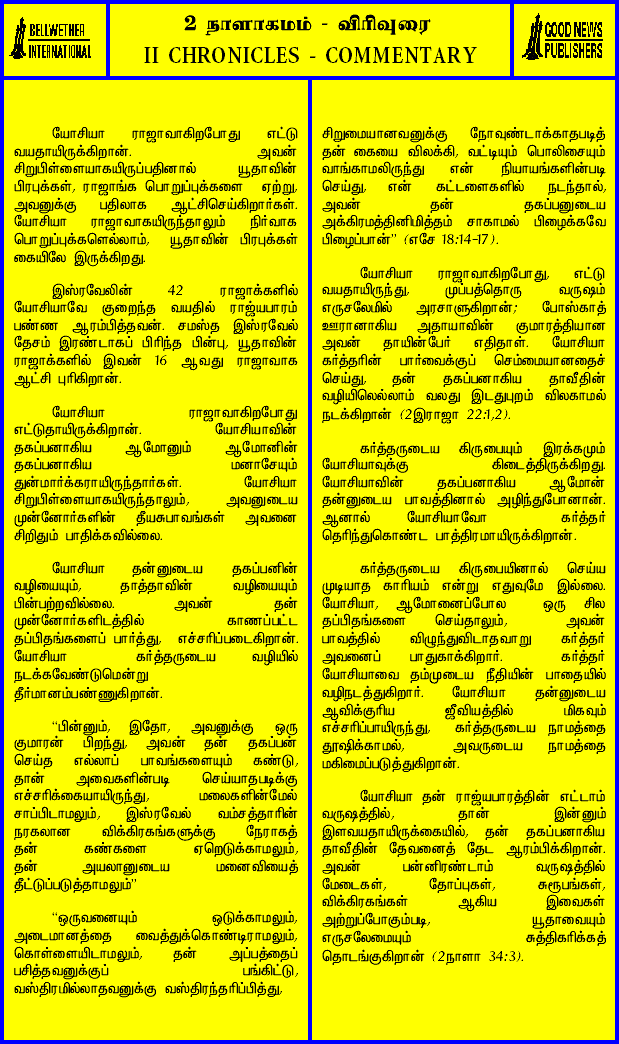 BELLWETHER
INTERNATIONAL
2 நாளாகமம் - விரிவுரை
II CHRONICLES - COMMENTARY
GOOD NEWS
PUBLISHERS
யோசியா ராஜாவாகிறபோது எட்டு
வயதாயிருக்கிறான். அவன்
சிறுபிள்ளையாகயிருப்பதினால் யூதாவின்
பிரபுக்கள், ராஜாங்க பொறுப்புக்களை ஏற்று,
அவனுக்கு பதிலாக ஆட்சிசெய்கிறார்கள்.
யோசியா ராஜாவாகயிருந்தாலும் நிர்வாக
பொறுப்புக்களெல்லாம், யூதாவின் பிரபுக்கள்
கையிலே இருக்கிறது.
இஸ்ரவேலின் 42 ராஜாக்களில்
யோசியாவே குறைந்த வயதில் ராஜ்யபாரம்
பண்ண ஆரம்பித்தவன். சமஸ்த இஸ்ரவேல்
தேசம் இரண்டாகப் பிரிந்த பின்பு, யூதாவின்
ராஜாக்களில் இவன் 16 ஆவது ராஜாவாக
ஆட்சி புரிகிறான்.
யோசியா ராஜாவாகிறபோது
எட்டுதாயிருக்கிறான். யோசியாவின்
தகப்பனாகிய ஆமோனும் ஆமோனின்
தகப்பனாகிய மனாசேயும்
துன்மார்க்கராயிருந்தார்கள். யோசியா
சிறுபிள்ளையாகயிருந்தாலும், அவனுடைய
முன்னோர்களின் தீயசுபாவங்கள் அவனை
சிறிதும் பாதிக்கவில்லை.
யோசியா தன்னுடைய தகப்பனின்
வழியையும், தாத்தாவின் வழியையும்
பின்பற்றவில்லை. அவன் தன்
முன்னோர்களிடத்தில் காணப்பட்ட
தப்பிதங்களைப் பார்த்து, எச்சரிப்படைகிறான்.
யோசியா கர்த்தருடைய வழியில்
நடக்கவேண்டுமென்று
தீர்மானம்பண்ணுகிறான்.
“பின்னும், இதோ, அவனுக்கு ஒரு
குமாரன் பிறந்து, அவன் தன் தகப்பன்
செய்த எல்லாப் பாவங்களையும் கண்டு,
தான் அவைகளின்படி செய்யாதபடிக்கு
எச்சரிக்கையாயிருந்து, மலைகளின்மேல்
சாப்பிடாமலும், இஸ்ரவேல் வம்சத்தாரின்
நரகலான விக்கிரகங்களுக்கு நேராகத்
தன் கண்களை ஏறெடுக்காமலும்,
தன் அயலானுடைய மனைவியைத்
தீட்டுப்படுத்தாமலும்”
“ஒருவனையும் ஒடுக்காமலும்,
அடைமானத்தை வைத்துக்கொண்டிராமலும்,
கொள்ளையிடாமலும், தன் அப்பத்தைப்
பசித்தவனுக்குப் பங்கிட்டு,
வஸ்திரமில்லாதவனுக்கு வஸ்திரந்தரிப்பித்து,
சிறுமையானவனுக்கு நோவுண்டாக்காதபடித்
தன் கையை விலக்கி, வட்டியும் பொலிசையும்
வாங்காமலிருந்து என் நியாயங்களின்படி
செய்து, என் கட்டளைகளில் நடந்தால்,
அவன் தன் தகப்பனுடைய
அக்கிரமத்தினிமித்தம் சாகாமல் பிழைக்கவே
பிழைப்பான்” (எசே 18:14-17).
யோசியா ராஜாவாகிறபோது, எட்டு
வயதாயிருந்து, முப்பத்தொரு வருஷம்
எருசலேமில் அரசாளுகிறான்; போஸ்காத்
ஊரானாகிய அதாயாவின் குமாரத்தியான
அவன் தாயின்பேர் எதிதாள். யோசியா
கர்த்தரின் பார்வைக்குப் செம்மையானதைச்
செய்து, தன் தகப்பனாகிய தாவீதின்
வழியிலெல்லாம் வலது இடதுபுறம் விலகாமல்
நடக்கிறான் (2இராஜா 22:1,2).
கர்த்தருடைய கிருபையும் இரக்கமும்
யோசியாவுக்கு கிடைத்திருக்கிறது.
யோசியாவின் தகப்பனாகிய ஆமோன்
தன்னுடைய பாவத்தினால் அழிந்துபோனான்.
ஆனால் யோசியாவோ கர்த்தர்
தெரிந்துகொண்ட பாத்திரமாயிருக்கிறான்.
கர்த்தருடைய கிருபையினால் செய்ய
முடியாத காரியம் என்று எதுவுமே இல்லை.
யோசியா, ஆமோனைப்போல ஒரு சில
தப்பிதங்களை செய்தாலும், அவன்
பாவத்தில் விழுந்துவிடாதவாறு கர்த்தர்
அவனைப் பாதுகாக்கிறார். கர்த்தர்
யோசியாவை தம்முடைய நீதியின் பாதையில்
வழிநடத்துகிறார். யோசியா தன்னுடைய
ஆவிக்குரிய ஜீவியத்தில் மிகவும்
எச்சரிப்பாயிருந்து, கர்த்தருடைய நாமத்தை
தூஷிக்காமல், அவருடைய நாமத்தை
மகிமைப்படுத்துகிறான்.
யோசியா தன் ராஜ்யபாரத்தின் எட்டாம்
வருஷத்தில், தான் இன்னும்
இளவயதாயிருக்கையில், தன் தகப்பனாகிய
தாவீதின் தேவனைத் தேட ஆரம்பிக்கிறான்.
அவன் பன்னிரண்டாம் வருஷத்தில்
மேடைகள், தோப்புகள், சுரூபங்கள்,
விக்கிரகங்கள் ஆகிய இவைகள்
அற்றுப்போகும்படி, யூதாவையும்
எருசலேமையும் சுத்திகரிக்கத்
தொடங்குகிறான் (2நாளா 34:3).